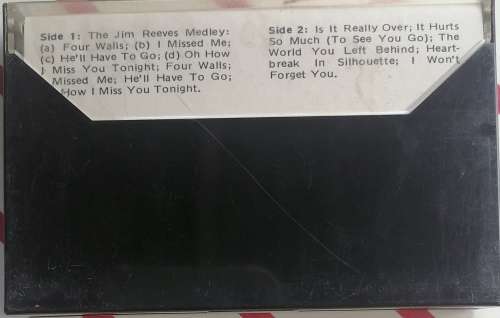 Side 1: The Jim Reeves Medley:
(a) Four Walls; (b) I Missed Me;
(c) He'll Have To Go; (d) Oh How
I Miss You Tonight; Four Walls;
Missed Me; He'll Have To Go;
How I Miss You Tonight.
Side 2: Is It Really Over; It Hurts
So Much (To See You Go); The
World You Left Behind; Heart-
break In Silhouette; I Won't
Forget You.